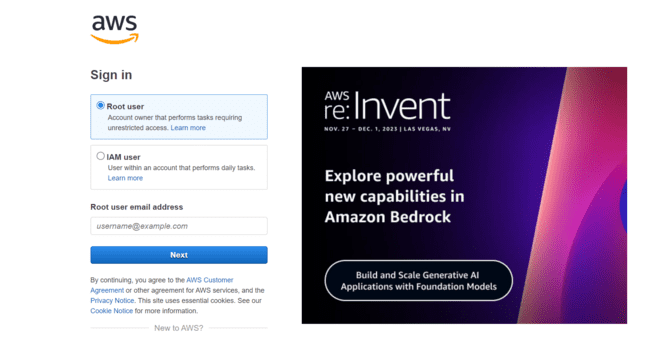 aws
Sign in
Root user
Account owner that performs tasks requiring
unrestricted access. Learn more
IAM user
User within an account that performs daily tasks.
Learn more
Root user email address
username@example.com
Next
By continuing, you agree to the AWS Customer
Agreement or other agreement for AWS services, and the
Privacy Notice. This site uses essential cookies. See our
Cookie Notice for more information.
New to AWS?
AWS
re:Invent
NOV. 27 – DEC. 1, 2023 | LAS VEGAS, NV
Explore powerful
new capabilities in
Amazon Bedrock
Build and Scale Generative AI
Applications with Foundation Models